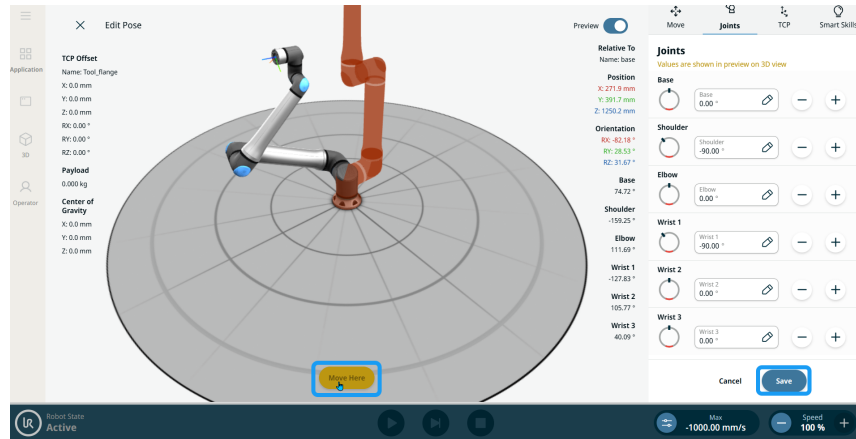 Edit Pose
Preview
Move
Joints
TCP
Smart Skills
Application
3D
Operator
TCP Offset
Name: Tool_flange
X: 0.0 mm
Y: 0.0 mm
Z: 0.0 mm
RX: 0.00 °
RY: 0.00 °
RZ: 0.00 °
Payload
0.000 kg
Center of
Gravity
X: 0.0 mm
Y: 0.0 mm
Z: 0.0 mm
Relative To
Name: base
Position
X: 271.9 mm
Y: 391.7 mm
Z: 1250.2 mm
Orientation
RX: -82.18 °
RY: 28.53 °
RZ: 31.67 °
Base
74.72 °
Shoulder
-159.25 °
Elbow
111.69 °
Wrist 1
-127.83 °
Wrist 2
105.77 °
Wrist 3
40.09 °
Move Here
Joints
Values are shown in preview on 3D view
Base
Base
0.00 °
Shoulder
Shoulder
-90.00 °
Elbow
Elbow
0.00 °
Wrist 1
Wrist 1
-90.00 °
Wrist 2
Wrist 2
0.00 °
Wrist 3
Wrist 3
0.00 °
Cancel
Save
UR
Robot State
Active
Max
-1000.00 mm/s
Speed
100 %